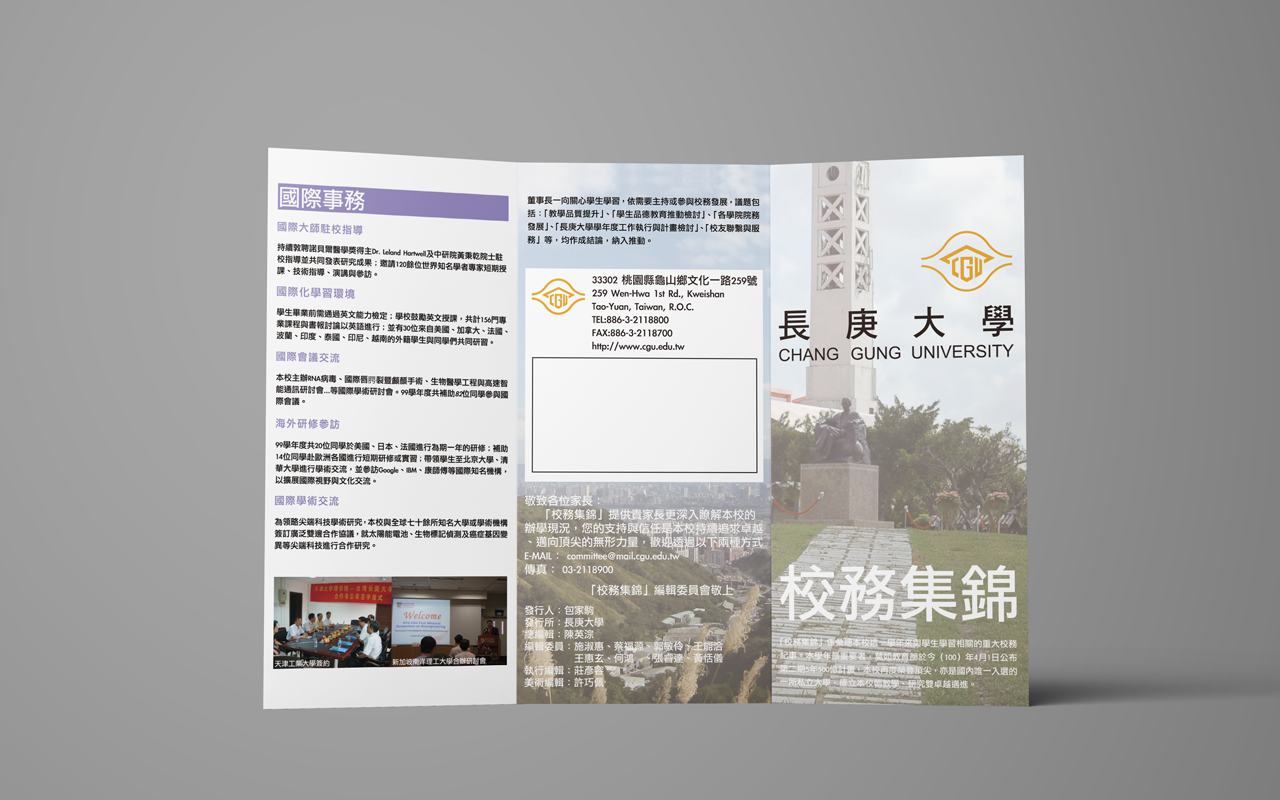 國際事務
國際大師駐校指導
持續敦聘諾貝爾醫學獎得主Dr. Leland Hartwell及中研院黃秉乾院士駐
校指導並共同發表研究成果；邀請120餘位世界知名學者專家短期授
課、技術指導、演講與參訪。
國際化學習環境
學生畢業前需通過英文能力檢定；學校鼓勵英文授課，共計156門專
業課程與書報討論以英語進行；並有30位來自美國、加拿大、法國、
波蘭、印度、泰國、印尼、越南的外籍學生與同學們共同研習。
國際會議交流
本校主辦RNA病毒、國際唇腭裂暨顱顏手術、生物醫學工程與高速智
能通訊研討會...等國際學術研討會。99學年度共補助82位同學參與國
際會議。
海外研修參訪
99學年度共20位同學於美國、日本、法國進行為期一年的研修；補助
14位同學赴歐洲各國進行短期研修或實習；帶領學生至北京大學、清
華大學進行學術交流，並參訪Google、IBM、康師傅等國際知名機構，
以擴展國際視野與文化交流。
國際學術交流
為領略尖端科技學術研究，本校與全球七十餘所知名大學或學術機構
簽訂廣泛雙邊合作協議，就太陽能電池、生物標記偵測及癌症基因變
異等尖端科技進行合作研究。
Welcome
天津工業大學簽約
新加坡南洋理工大學合辦研討會
董事長一向關心學生學習，依需要主持或參與校務發展，議題包
括：「教學品質提升」、「學生品德教育推動檢討」、「各學院院務
發展」、「長庚大學學年度工作執行與計畫檢討」、「校友聯繫與服
務」等，均作成結論，納入推動。
CGU
33302 桃園縣龜山鄉文化一路259號
259 Wen-Hwa 1st Rd., Kweishan
Tao-Yuan, Taiwan, R.O.C.
TEL:886-3-2118800
FAX:886-3-2118700
http://www.cgu.edu.tw
敬致各位家長：
「校務集錦」提供貴家長更深入瞭解本校的
辦學現況，您的支持與信任是本校持續追求卓越
、邁向頂尖的無形力量，歡迎透過以下兩種方式
E-MAIL： committee@mail.cgu.edu.tw
傳真： 03-2118900
「校務集錦」編輯委員會敬上
發行人：包家駒
發行所：長庚大學
總編輯：陳英淙
編輯委員：施淑惠、蔡福源、郭敏伶、王能洽
王惠玄、何鴻、張睿達、黃恬儀
執行編輯：莊彥香
美術編輯：許巧佩
CGU
長庚大學
CHANG GUNG UNIVERSITY
校務集錦
「校務集錦」係彙總本校近一學年來與學生學習相關的重大校務
記事，本學年最重要者，莫如教育部於今（100）年4月1日公布
第二期5年500億計畫，本校再度榮登頂尖，亦是國內唯一入選的
一所私立大學，確立本校朝教學、研究雙卓越邁進。